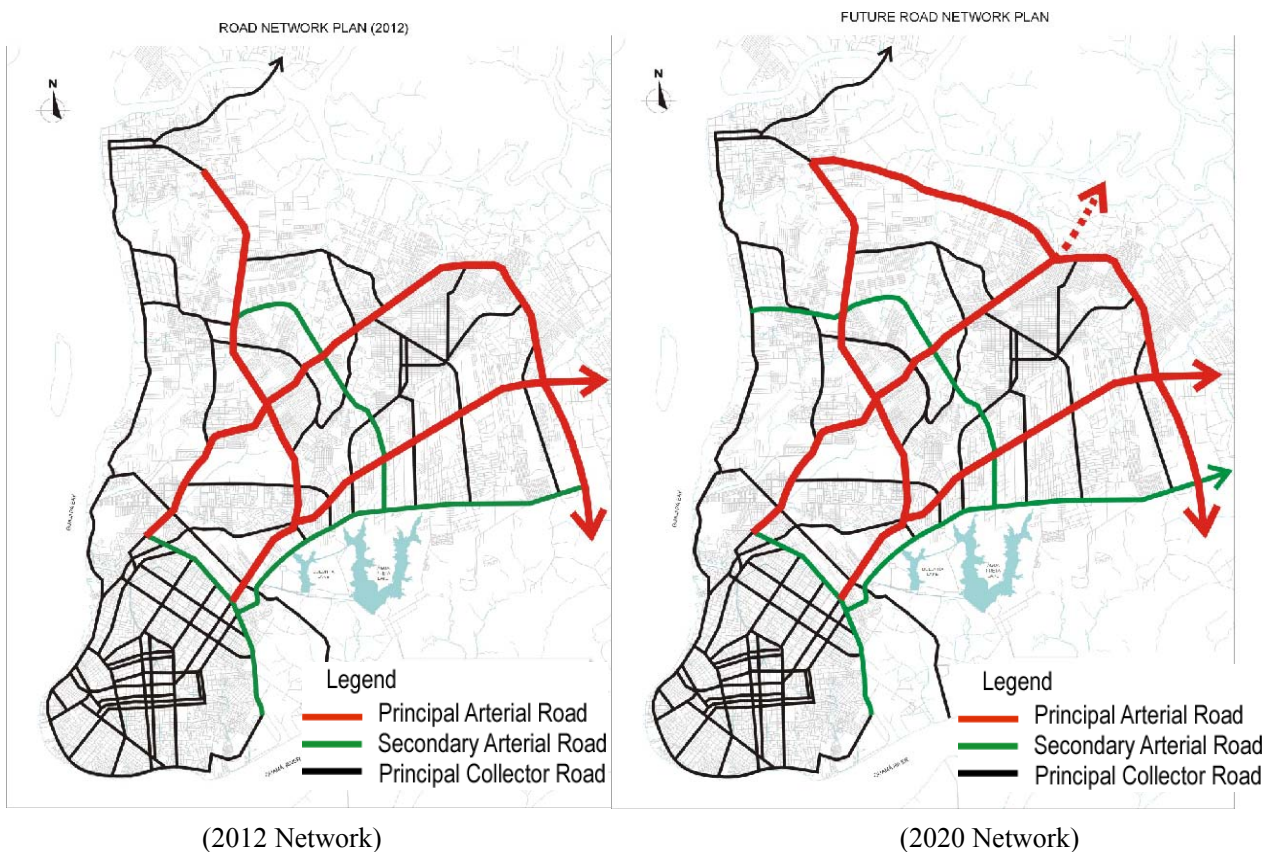 ROAD NETWORK PLAN (2012)
N
Legend
Principal Arterial Road
Secondary Arterial Road
Principal Collector Road
(2012 Network)
FUTURE ROAD NETWORK PLAN
N
Legend
Principal Arterial Road
Secondary Arterial Road
Principal Collector Road
(2020 Network)